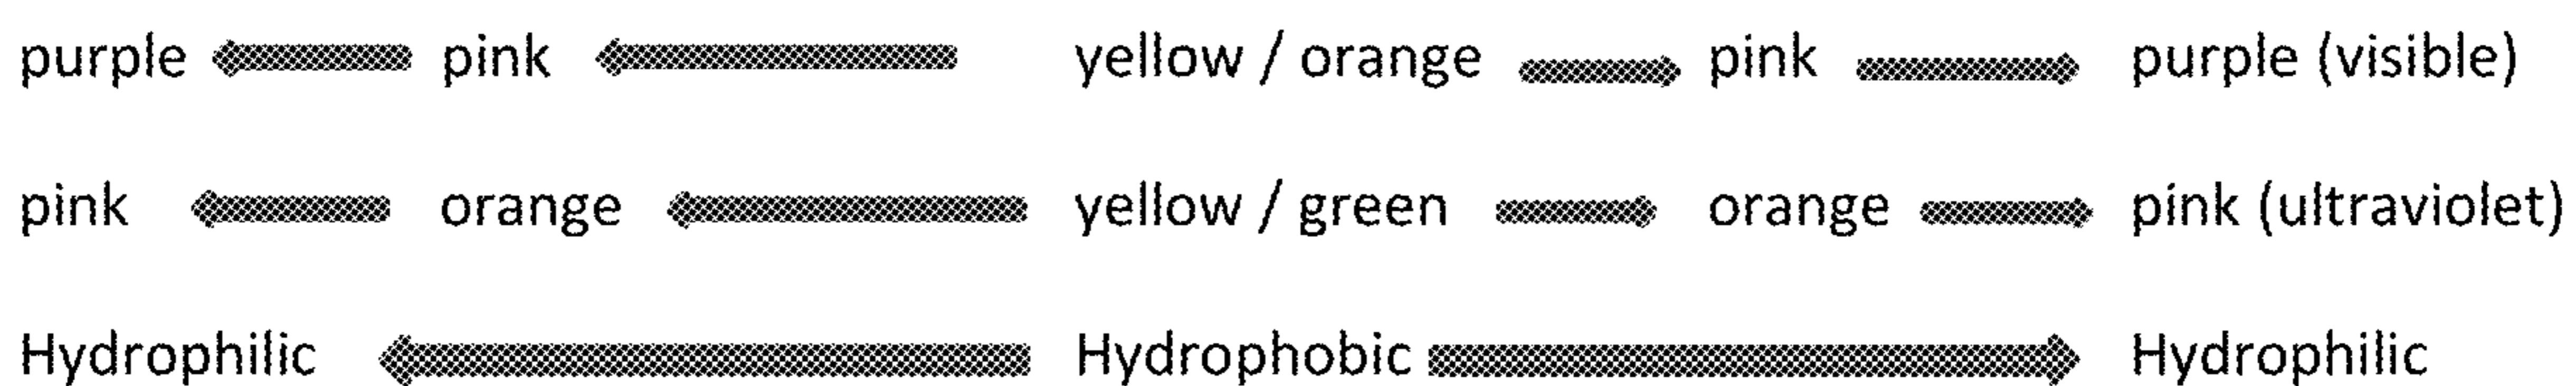 purple pink yellow / orange pink purple (visible)
pink orange yellow / green orange pink (ultraviolet)
Hydrophilic Hydrophobic Hydrophilic